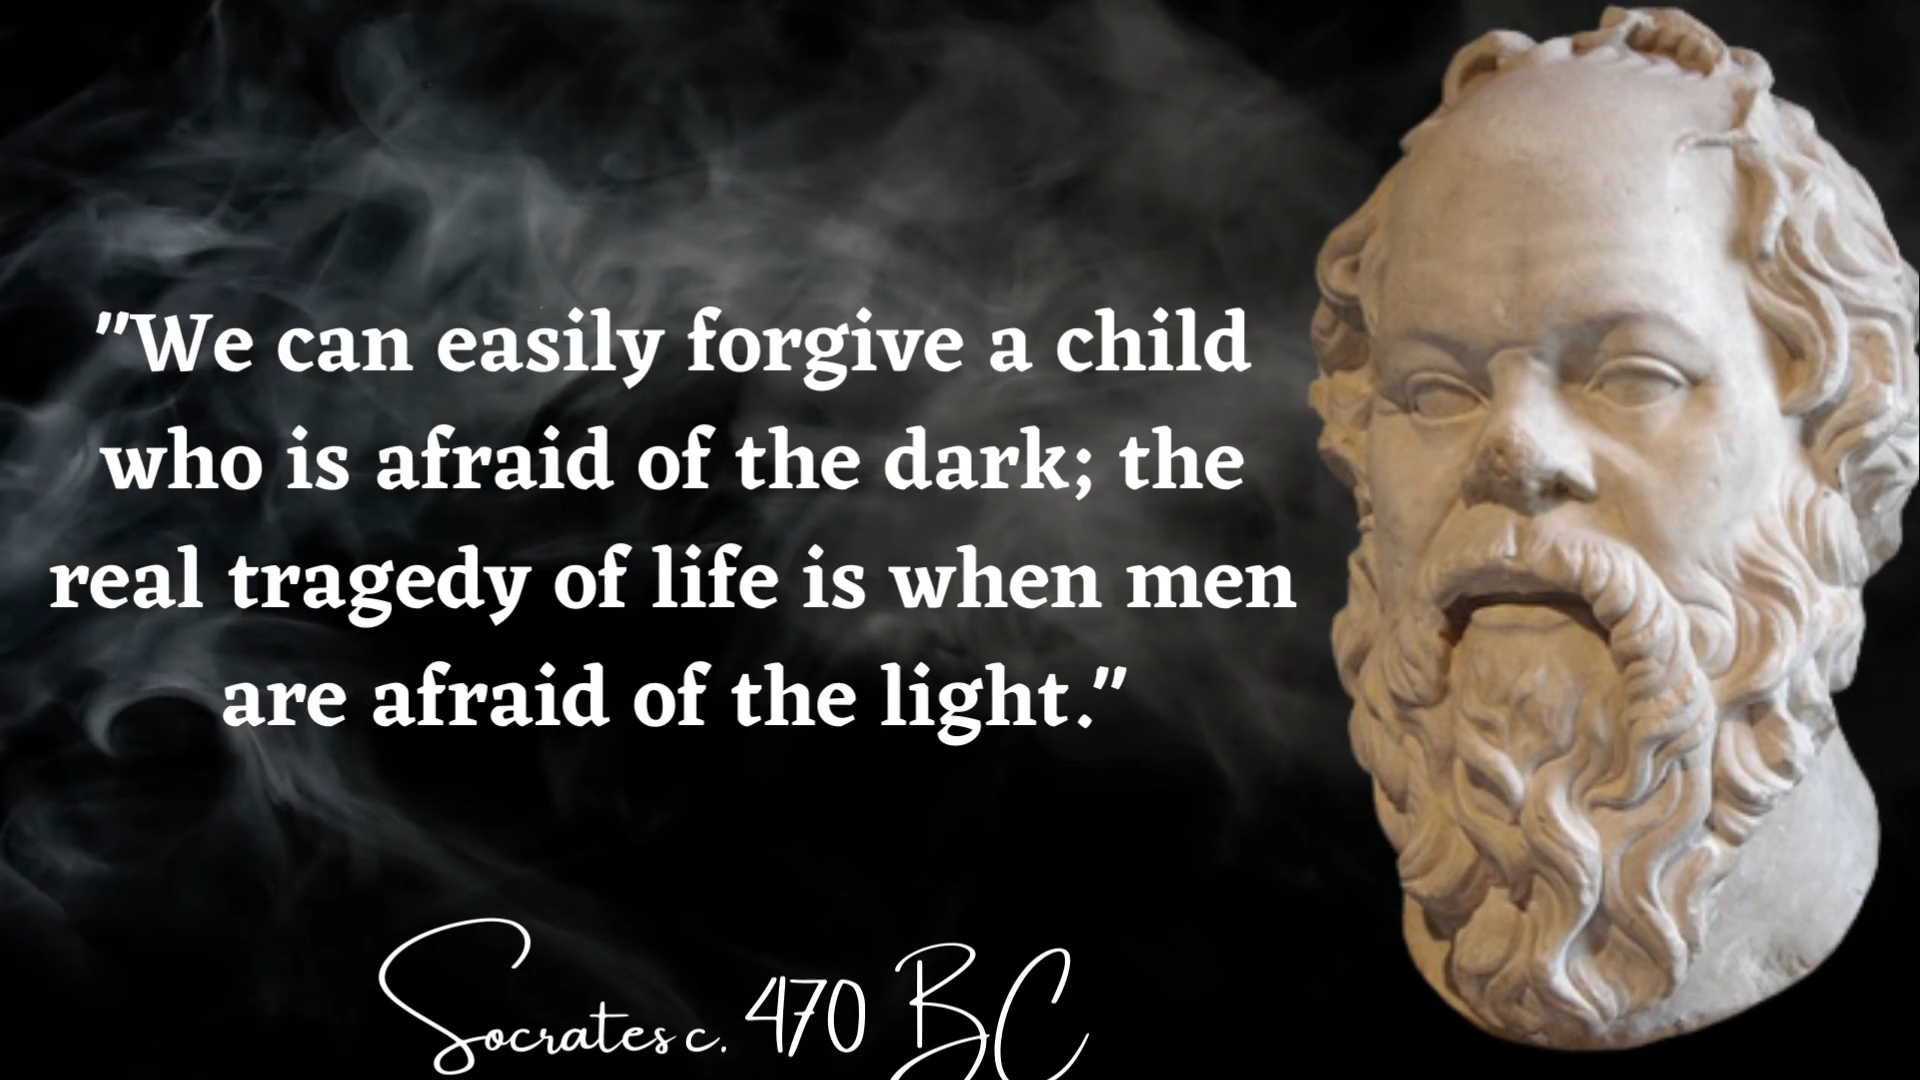 "We can easily forgive a child
who is afraid of the dark; the
real tragedy of life is when men
are afraid of the light."
Socrates c. 470 BC